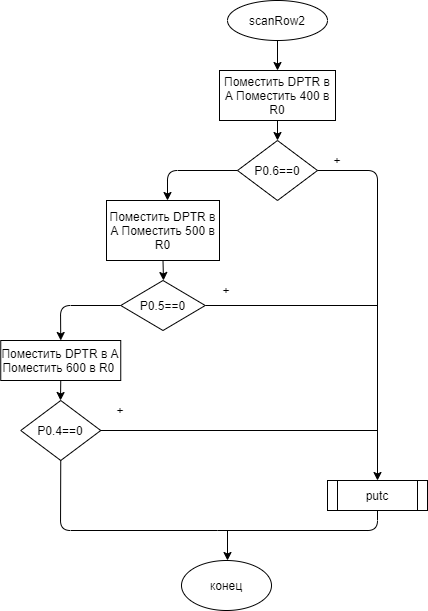 scanRow2
Поместить DPTR в
А Поместить 400 в
R0
P0.6==0
+
Поместить DPTR в
А Поместить 500 в
R0
P0.5==0
+
Поместить DPTR в А
Поместить 600 в R0
P0.4==0
+
putc
конец